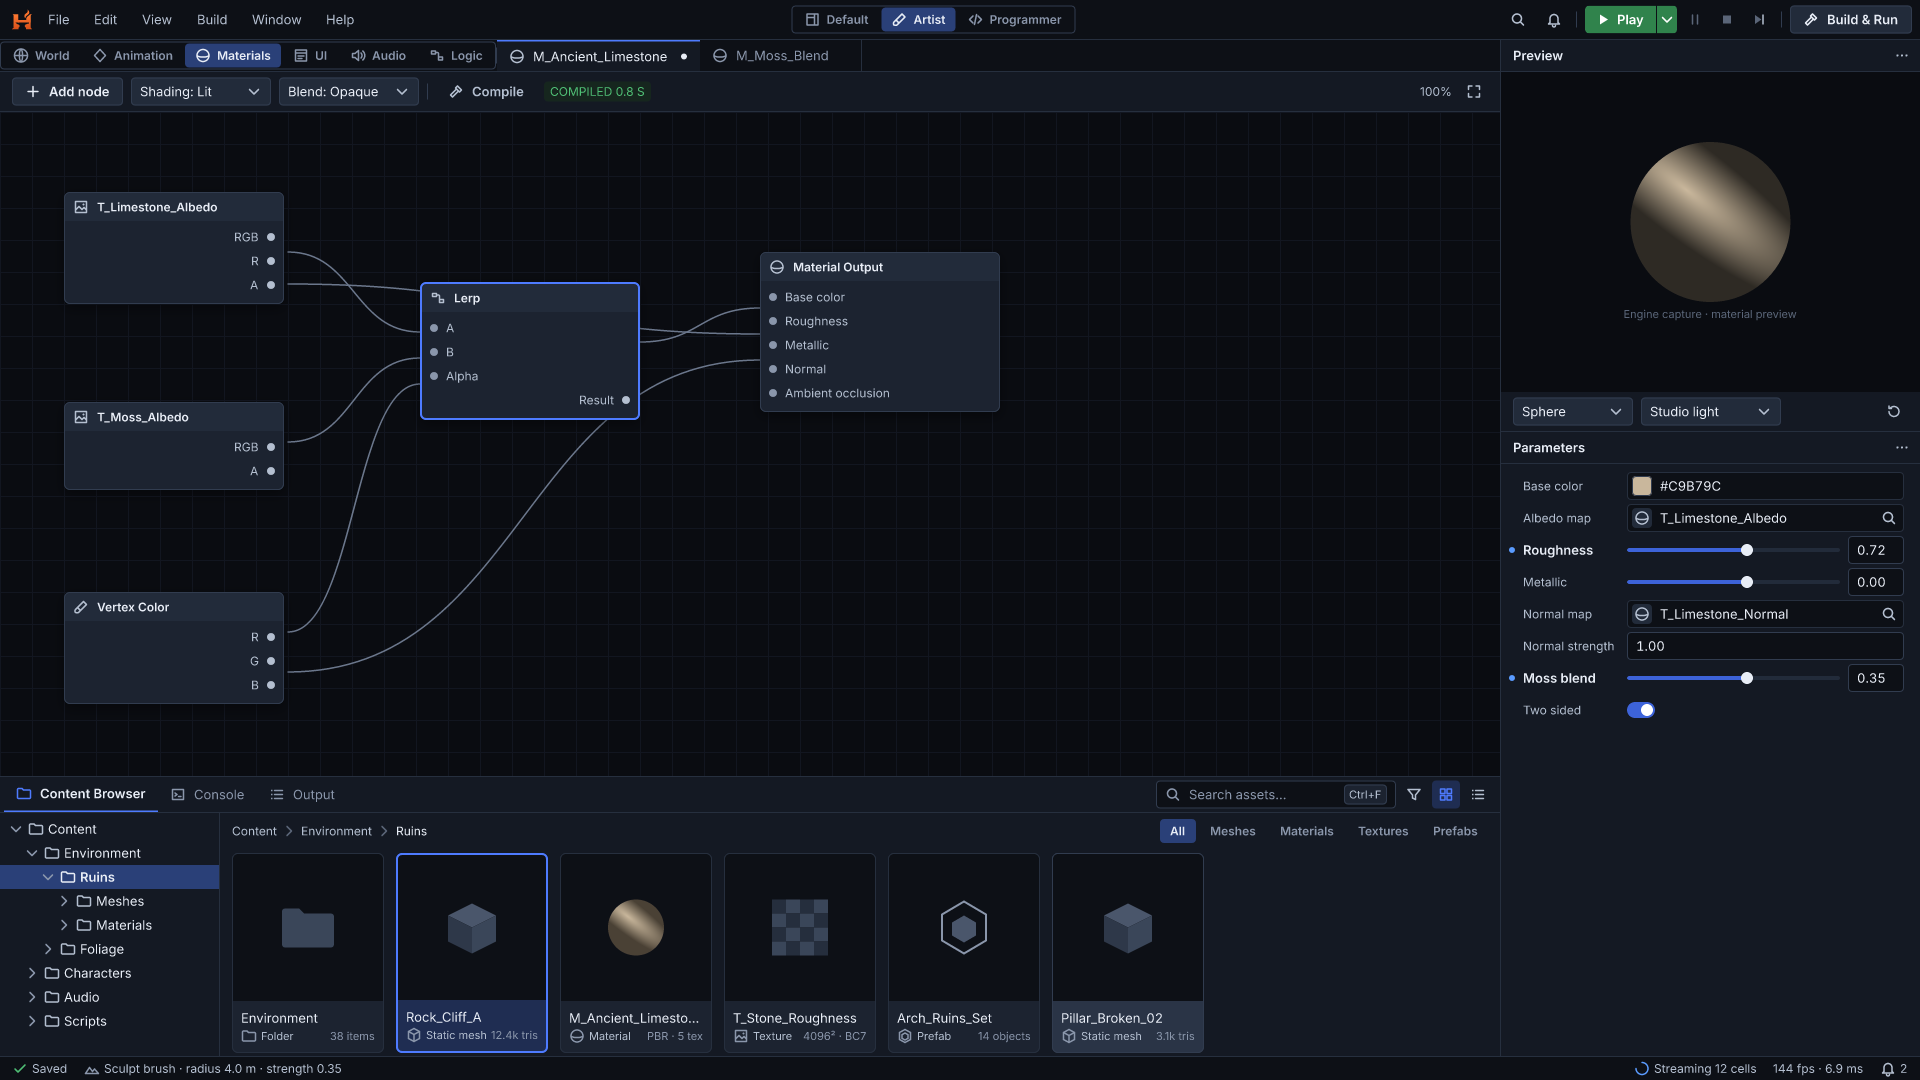 File Edit View Build Window Help
Default Artist Programmer
Play Build & Run
World Animation Materials UI Audio Logic
M_Ancient_Limestone M_Moss_Blend
Add node Shading: Lit Blend: Opaque Compile COMPILED 0.8 S 100%
T_Limestone_Albedo
RGB
R
A
T_Moss_Albedo
RGB
A
Vertex Color
R
G
B
Lerp
A
B
Alpha
Result
Material Output
Base color
Roughness
Metallic
Normal
Ambient occlusion
Preview
Engine capture · material preview
Sphere Studio light
Parameters
Base color #C9B79C
Albedo map T_Limestone_Albedo
Roughness 0.72
Metallic 0.00
Normal map T_Limestone_Normal
Normal strength 1.00
Moss blend 0.35
Two sided
Content Browser Console Output
Search assets... Ctrl+F
Content
Environment
Ruins
Meshes
Materials
Foliage
Characters
Audio
Scripts
Content Environment Ruins
All Meshes Materials Textures Prefabs
Environment
Folder 38 items
Rock_Cliff_A
Static mesh 12.4k tris
M_Ancient_Limesto...
Material PBR · 5 tex
T_Stone_Roughness
Texture 4096² · BC7
Arch_Ruins_Set
Prefab 14 objects
Pillar_Broken_02
Static mesh 3.1k tris
Saved Sculpt brush · radius 4.0 m · strength 0.35
Streaming 12 cells 144 fps · 6.9 ms 2